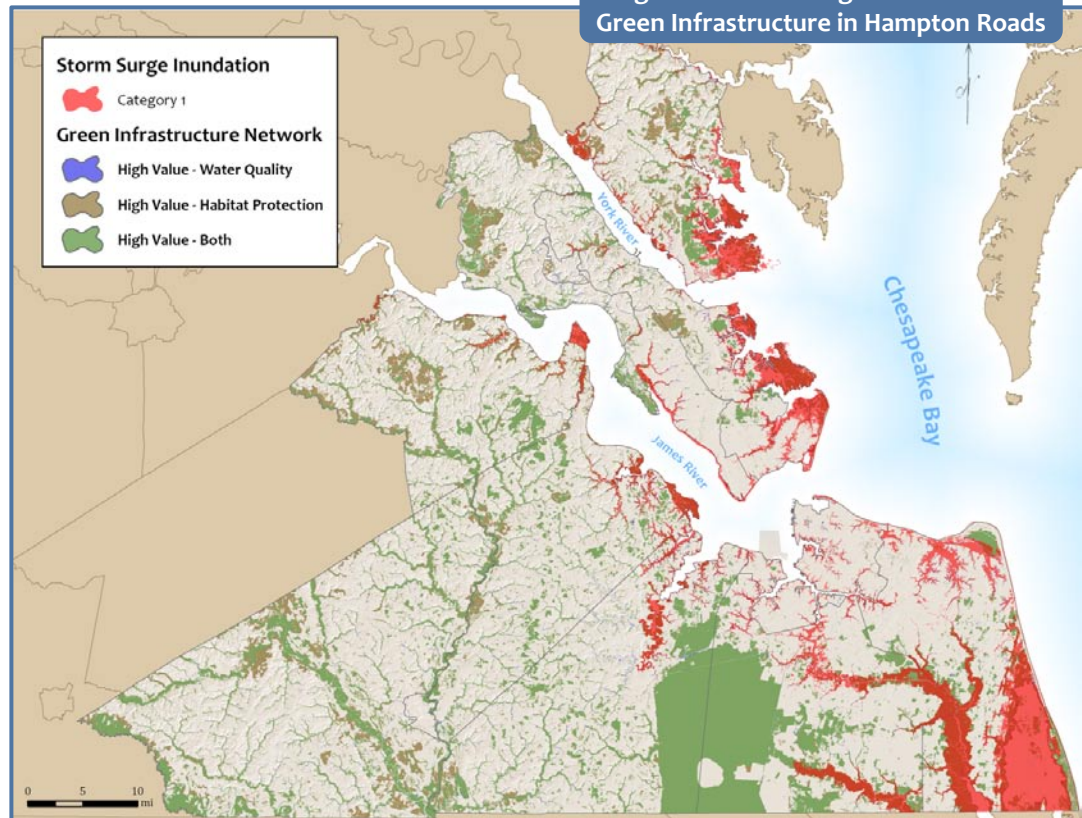 Green Infrastructure in Hampton Roads
Storm Surge Inundation
Category 1
Green Infrastructure Network
High Value - Water Quality
High Value - Habitat Protection
High Value - Both
York River
Chesapeake Bay
James River
0 5 10
mi